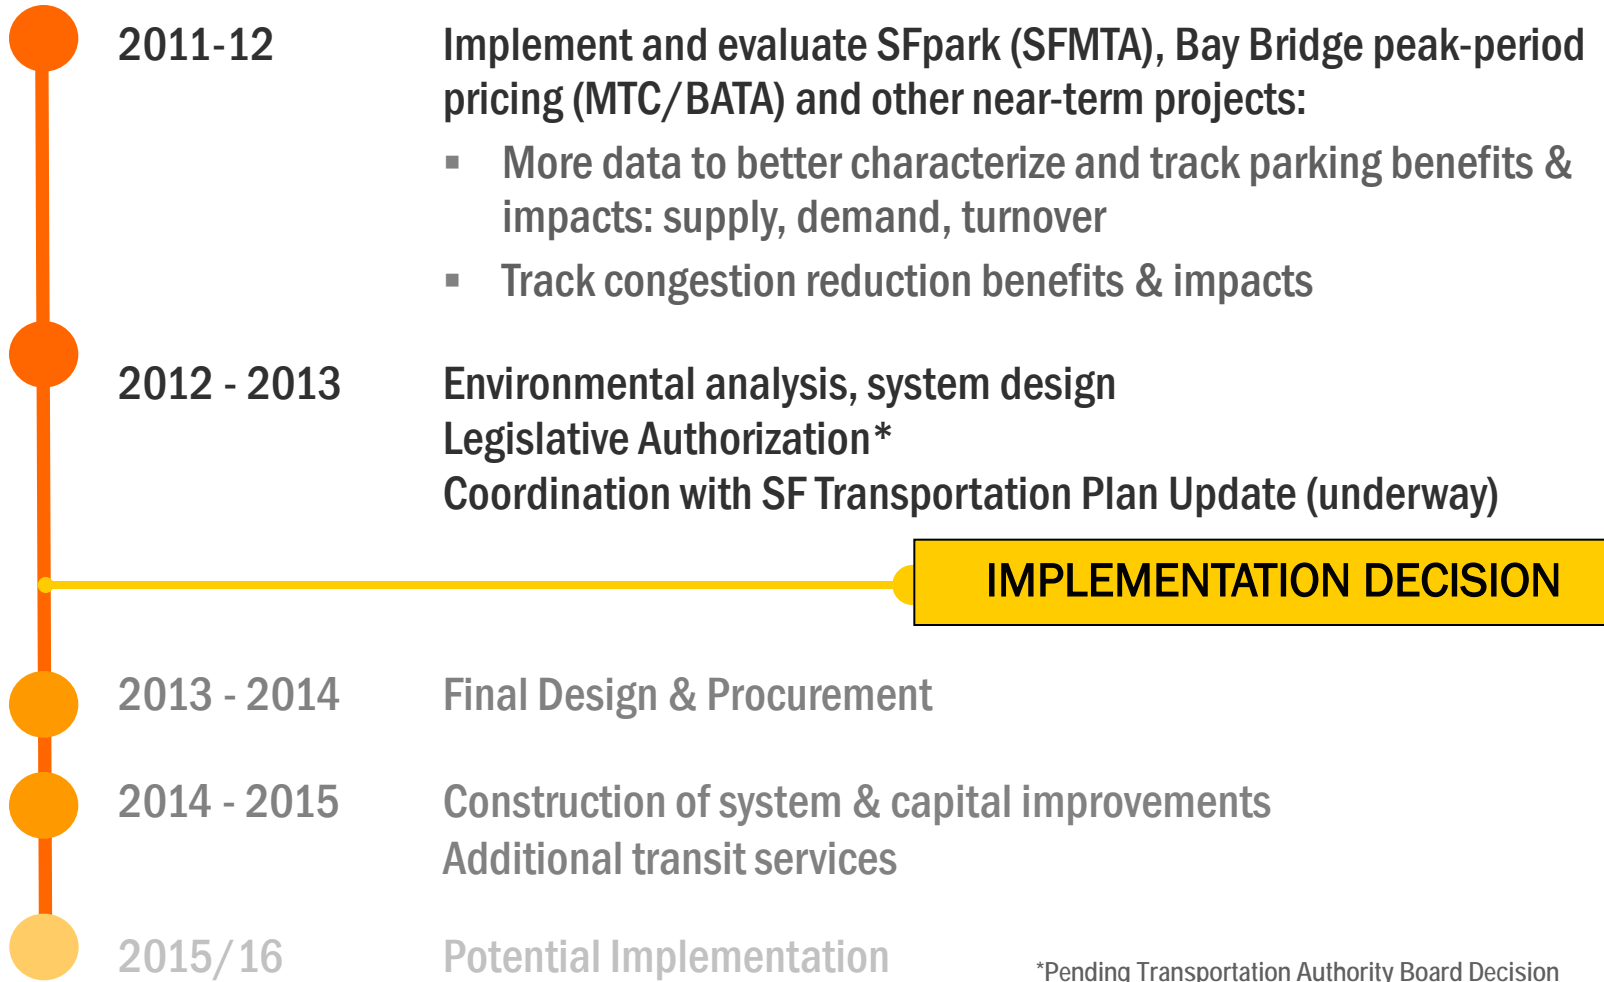 2011-12 Implement and evaluate SFpark (SFMTA), Bay Bridge peak-period
pricing (MTC/BATA) and other near-term projects:
▪ More data to better characterize and track parking benefits &
impacts: supply, demand, turnover
▪ Track congestion reduction benefits & impacts
2012 - 2013 Environmental analysis, system design
Legislative Authorization*
Coordination with SF Transportation Plan Update (underway)
IMPLEMENTATION DECISION
2013 - 2014 Final Design & Procurement
2014 - 2015 Construction of system & capital improvements
Additional transit services
2015/16 Potential Implementation
*Pending Transportation Authority Board Decision